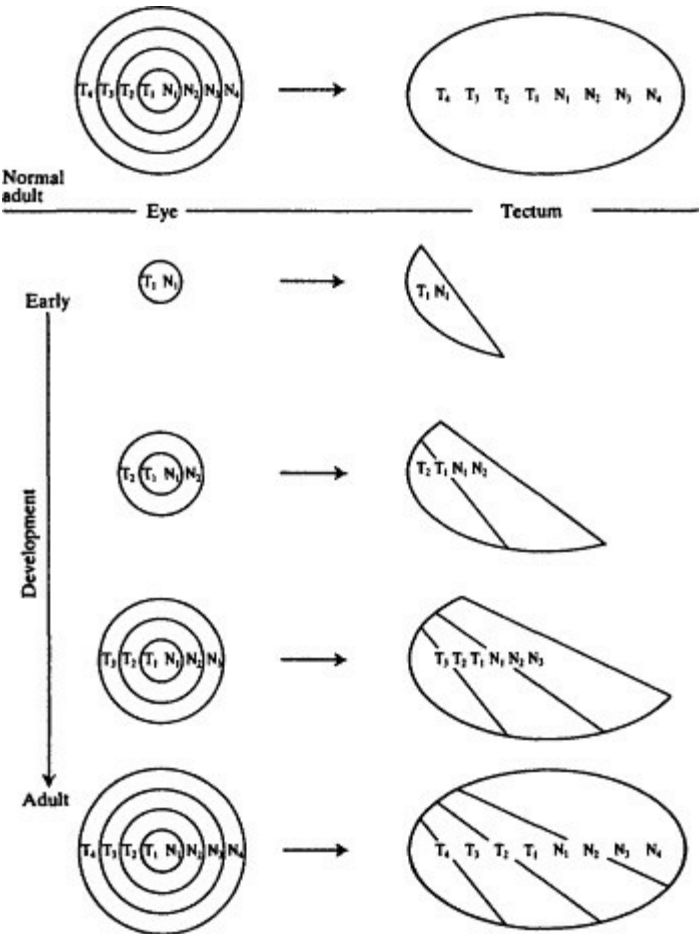 T₄ T₃ T₂ T₁ N₁ N₂ N₃ N₄ T₄ T₃ T₂ T₁ N₁ N₂ N₃ N₄
Normal
adult
Eye Tectum
T₁ N₁ T₁ N₁
Early
T₂ T₁ N₁ N₂ T₂ T₁ N₁ N₂
Development
T₃ T₂ T₁ N₁ N₂ N₃ T₃ T₂ T₁ N₁ N₂ N₃
Adult
T₄ T₃ T₂ T₁ N₁ N₂ N₃ N₄ T₄ T₃ T₂ T₁ N₁ N₂ N₃ N₄